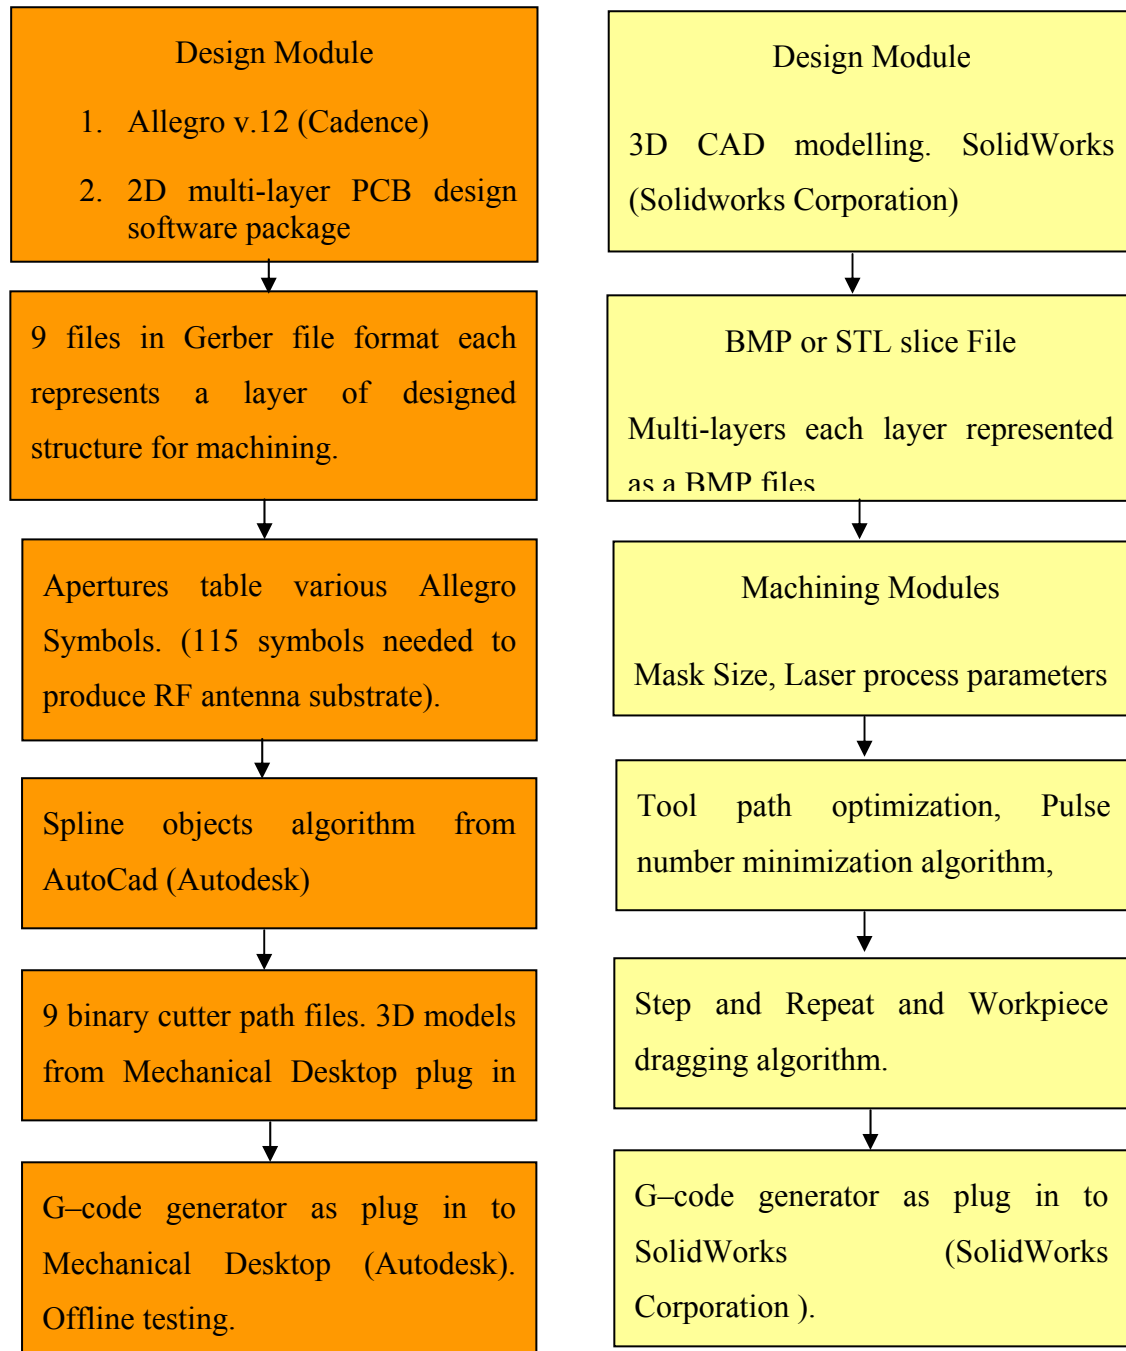 Design Module
1. Allegro v.12 (Cadence)
2. 2D multi-layer PCB design
software package
9 files in Gerber file format each
represents a layer of designed
structure for machining.
Apertures table various Allegro
Symbols. (115 symbols needed to
produce RF antenna substrate).
Spline objects algorithm from
AutoCad (Autodesk)
9 binary cutter path files. 3D models
from Mechanical Desktop plug in
G–code generator as plug in to
Mechanical Desktop (Autodesk).
Offline testing.
Design Module
3D CAD modelling. SolidWorks
(Solidworks Corporation)
BMP or STL slice File
Multi-layers each layer represented
as a BMP files
Machining Modules
Mask Size, Laser process parameters
Tool path optimization, Pulse
number minimization algorithm,
Step and Repeat and Workpiece
dragging algorithm.
G–code generator as plug in to
SolidWorks (SolidWorks
Corporation ).